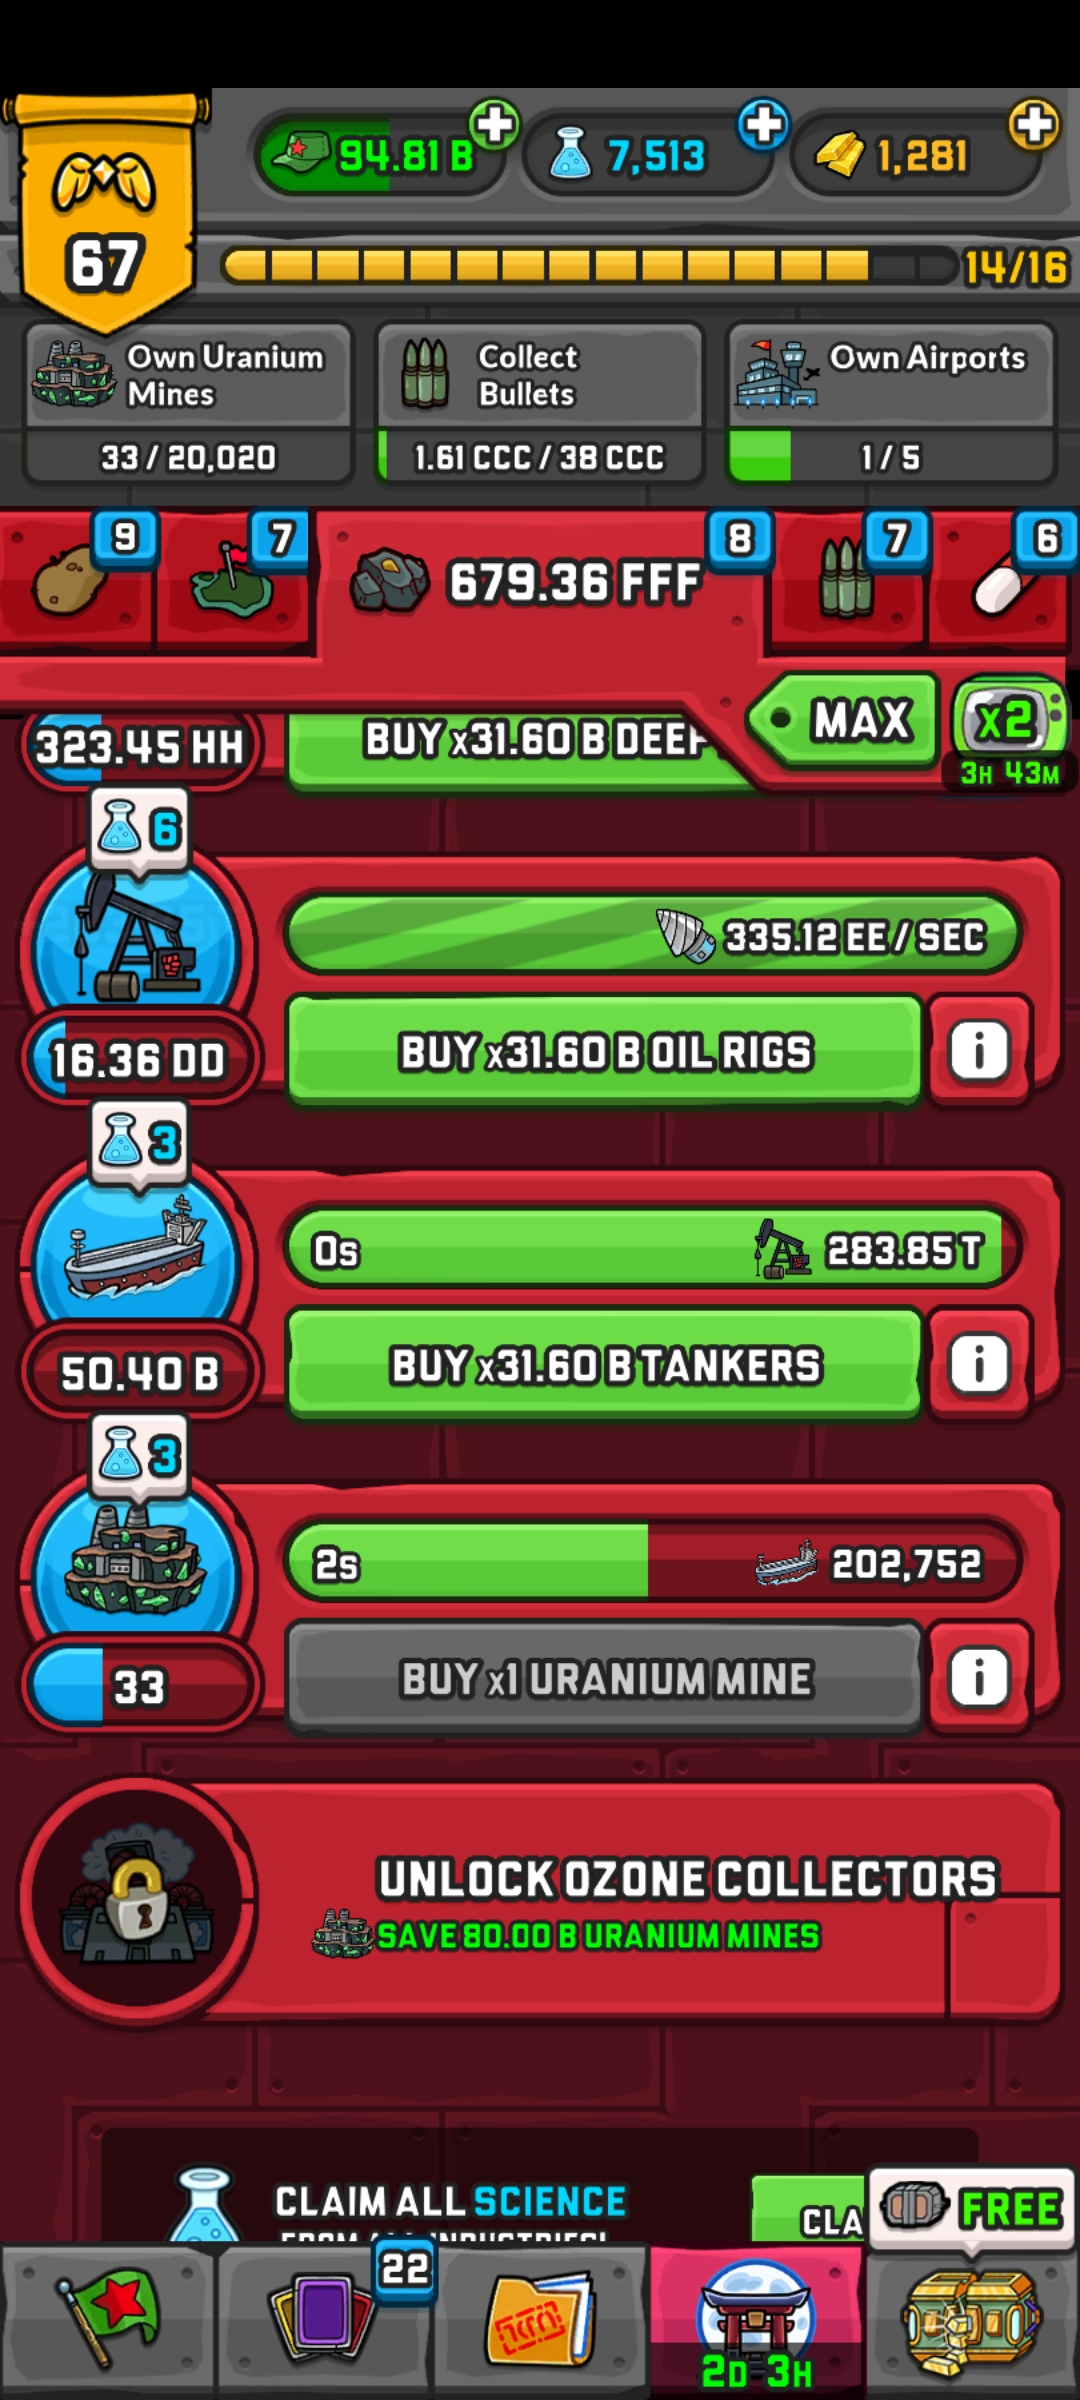 94.81 B
7,513
1,281
67
14/16
Own Uranium
Mines
33 / 20,020
Collect
Bullets
1.61 CCC / 38 CCC
Own Airports
1 / 5
9
7
679.36 FFF
8
7
6
MAX
x2
3H 43M
323.45 HH
BUY x31.60 B DEEP
6
335.12 EE / SEC
16.36 DD
BUY x31.60 B OIL RIGS
i
3
0s
283.85 T
50.40 B
BUY x31.60 B TANKERS
i
3
2s
202,752
33
BUY x1 URANIUM MINE
i
UNLOCK OZONE COLLECTORS
SAVE 80.00 B URANIUM MINES
CLAIM ALL SCIENCE
FROM ALL INDUSTRIES!
CLA
FREE
22
2D 3H